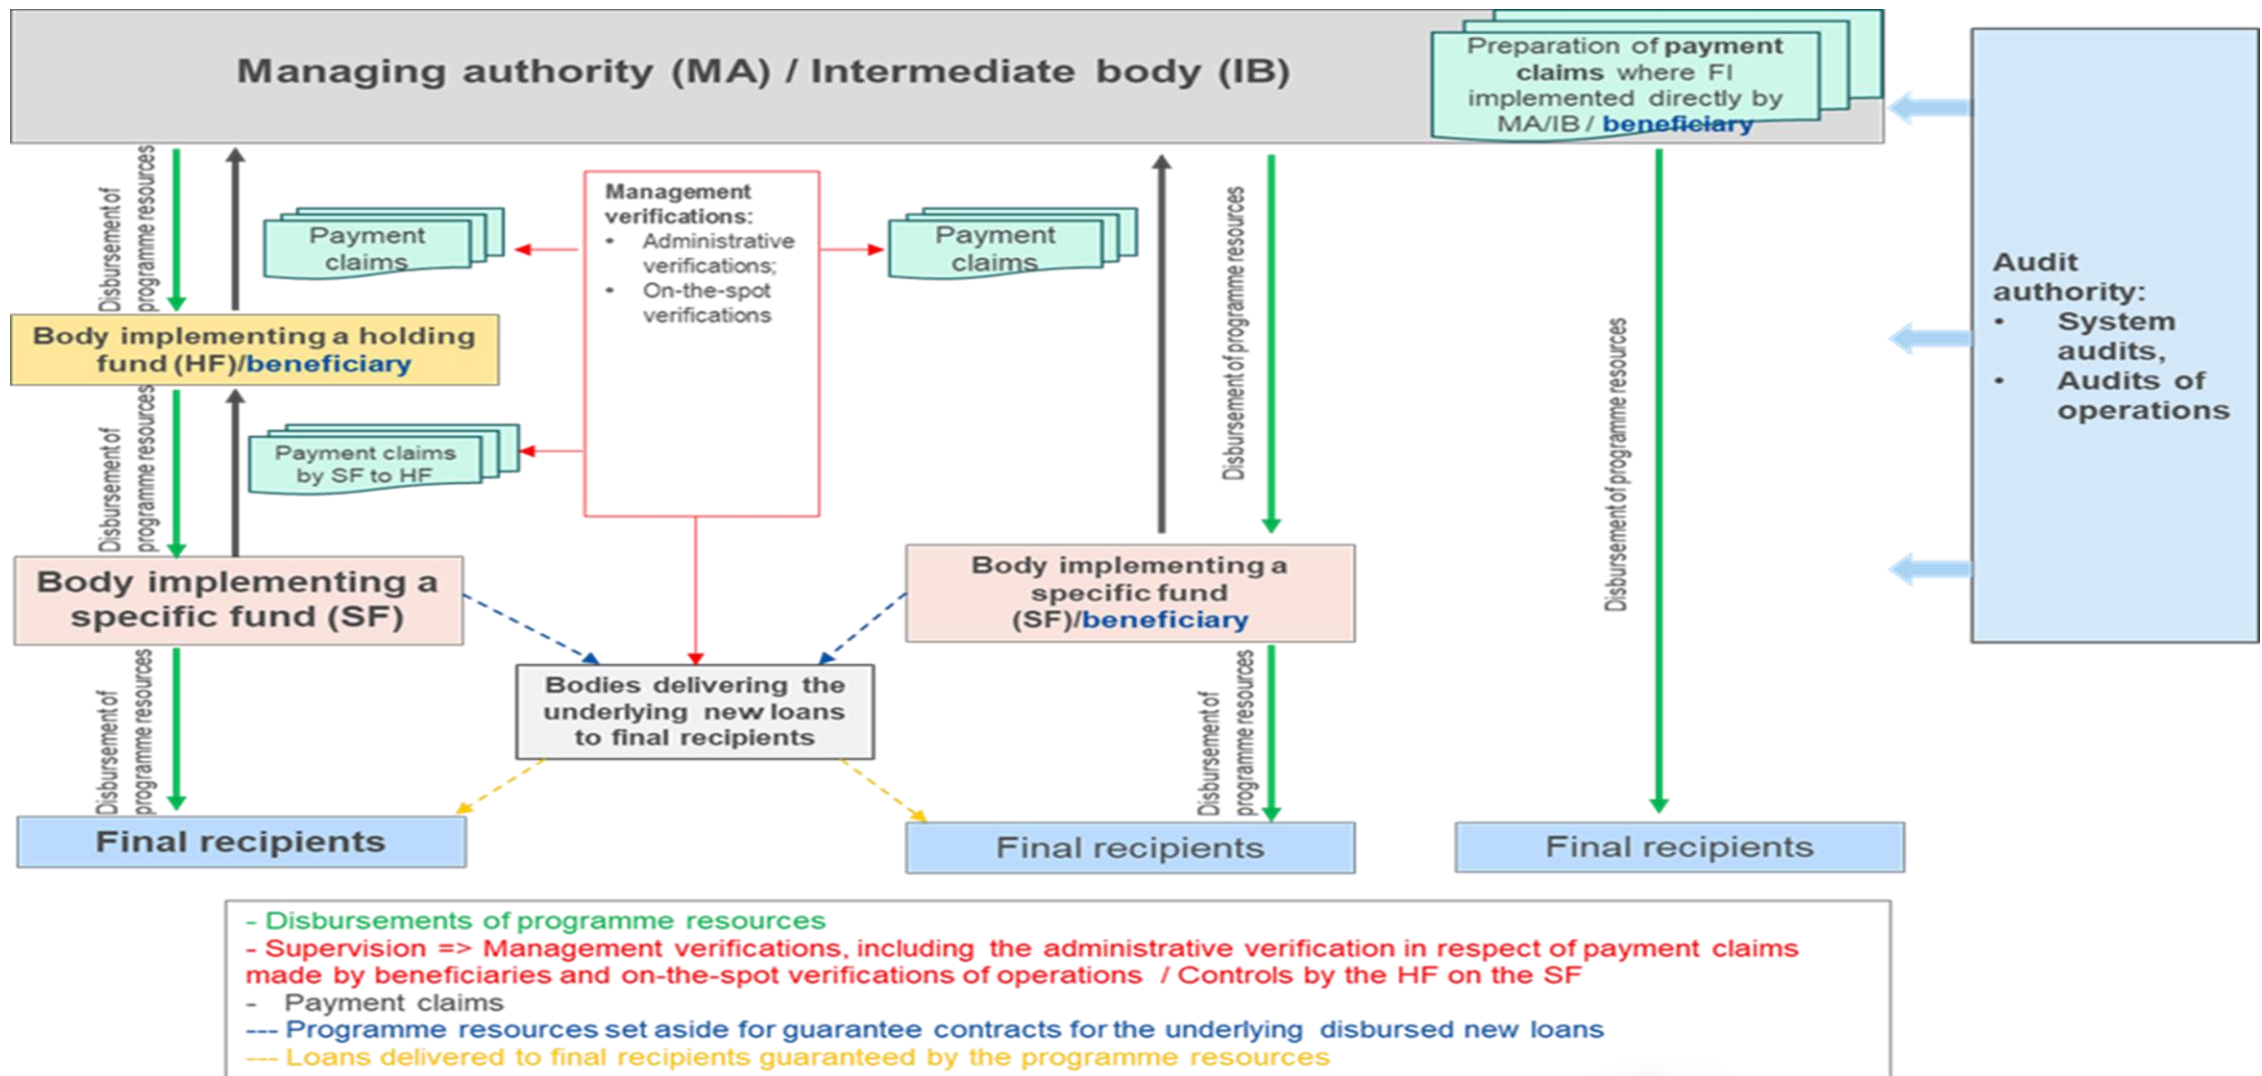 Managing authority (MA) / Intermediate body (IB)
Preparation of payment
claims where FI
implemented directly by
MA/IB / beneficiary
Disbursement of
programme resources
Payment
claims
Management
verifications:
• Administrative
verifications;
• On-the-spot
verifications
Payment
claims
Disbursement of programme resources
Disbursement of programme resources
Audit
authority:
• System
audits,
• Audits of
operations
Body implementing a holding
fund (HF)/beneficiary
Disbursement of
programme resources
Payment claims
by SF to HF
Body implementing a
specific fund (SF)
Body implementing a
specific fund
(SF)/beneficiary
Disbursement of
programme resources
Bodies delivering the
underlying new loans
to final recipients
Disbursement of
programme resources
Final recipients
Final recipients
Final recipients
- Disbursements of programme resources
- Supervision => Management verifications, including the administrative verification in respect of payment claims
made by beneficiaries and on-the-spot verifications of operations / Controls by the HF on the SF
- Payment claims
--- Programme resources set aside for guarantee contracts for the underlying disbursed new loans
--- Loans delivered to final recipients guaranteed by the programme resources